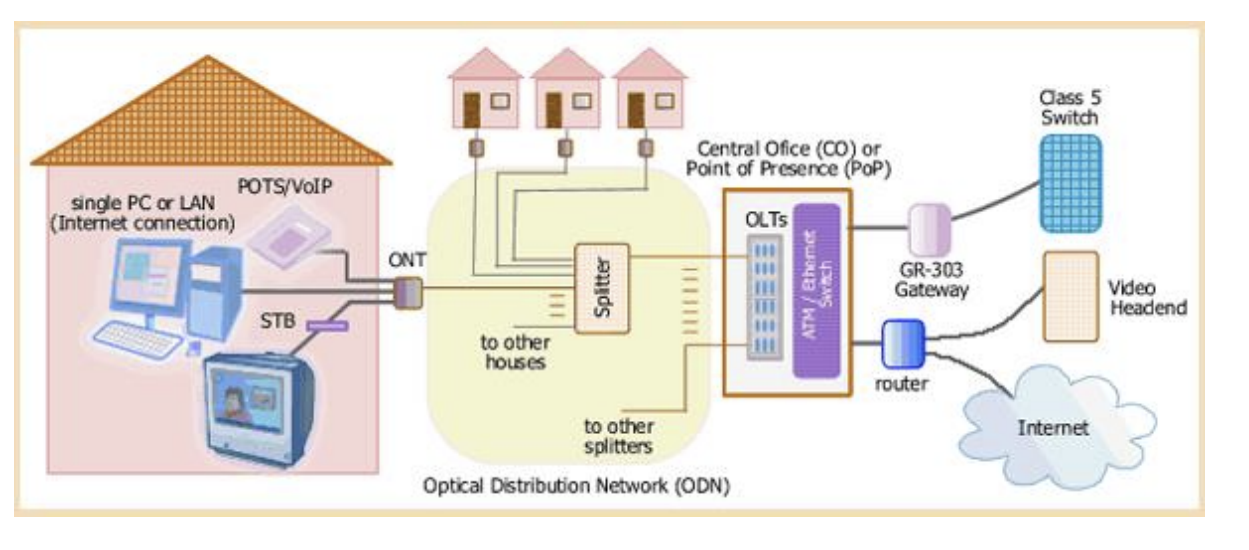 POTS/VoIP
single PC or LAN
(Internet connection)
ONT
STB
Splitter
to other
houses
to other
splitters
Optical Distribution Network (ODN)
Central Ofice (CO) or
Point of Presence (PoP)
OLTs
ATM / Ethernet
Switch
GR-303
Gateway
router
Class 5
Switch
Video
Headend
Internet